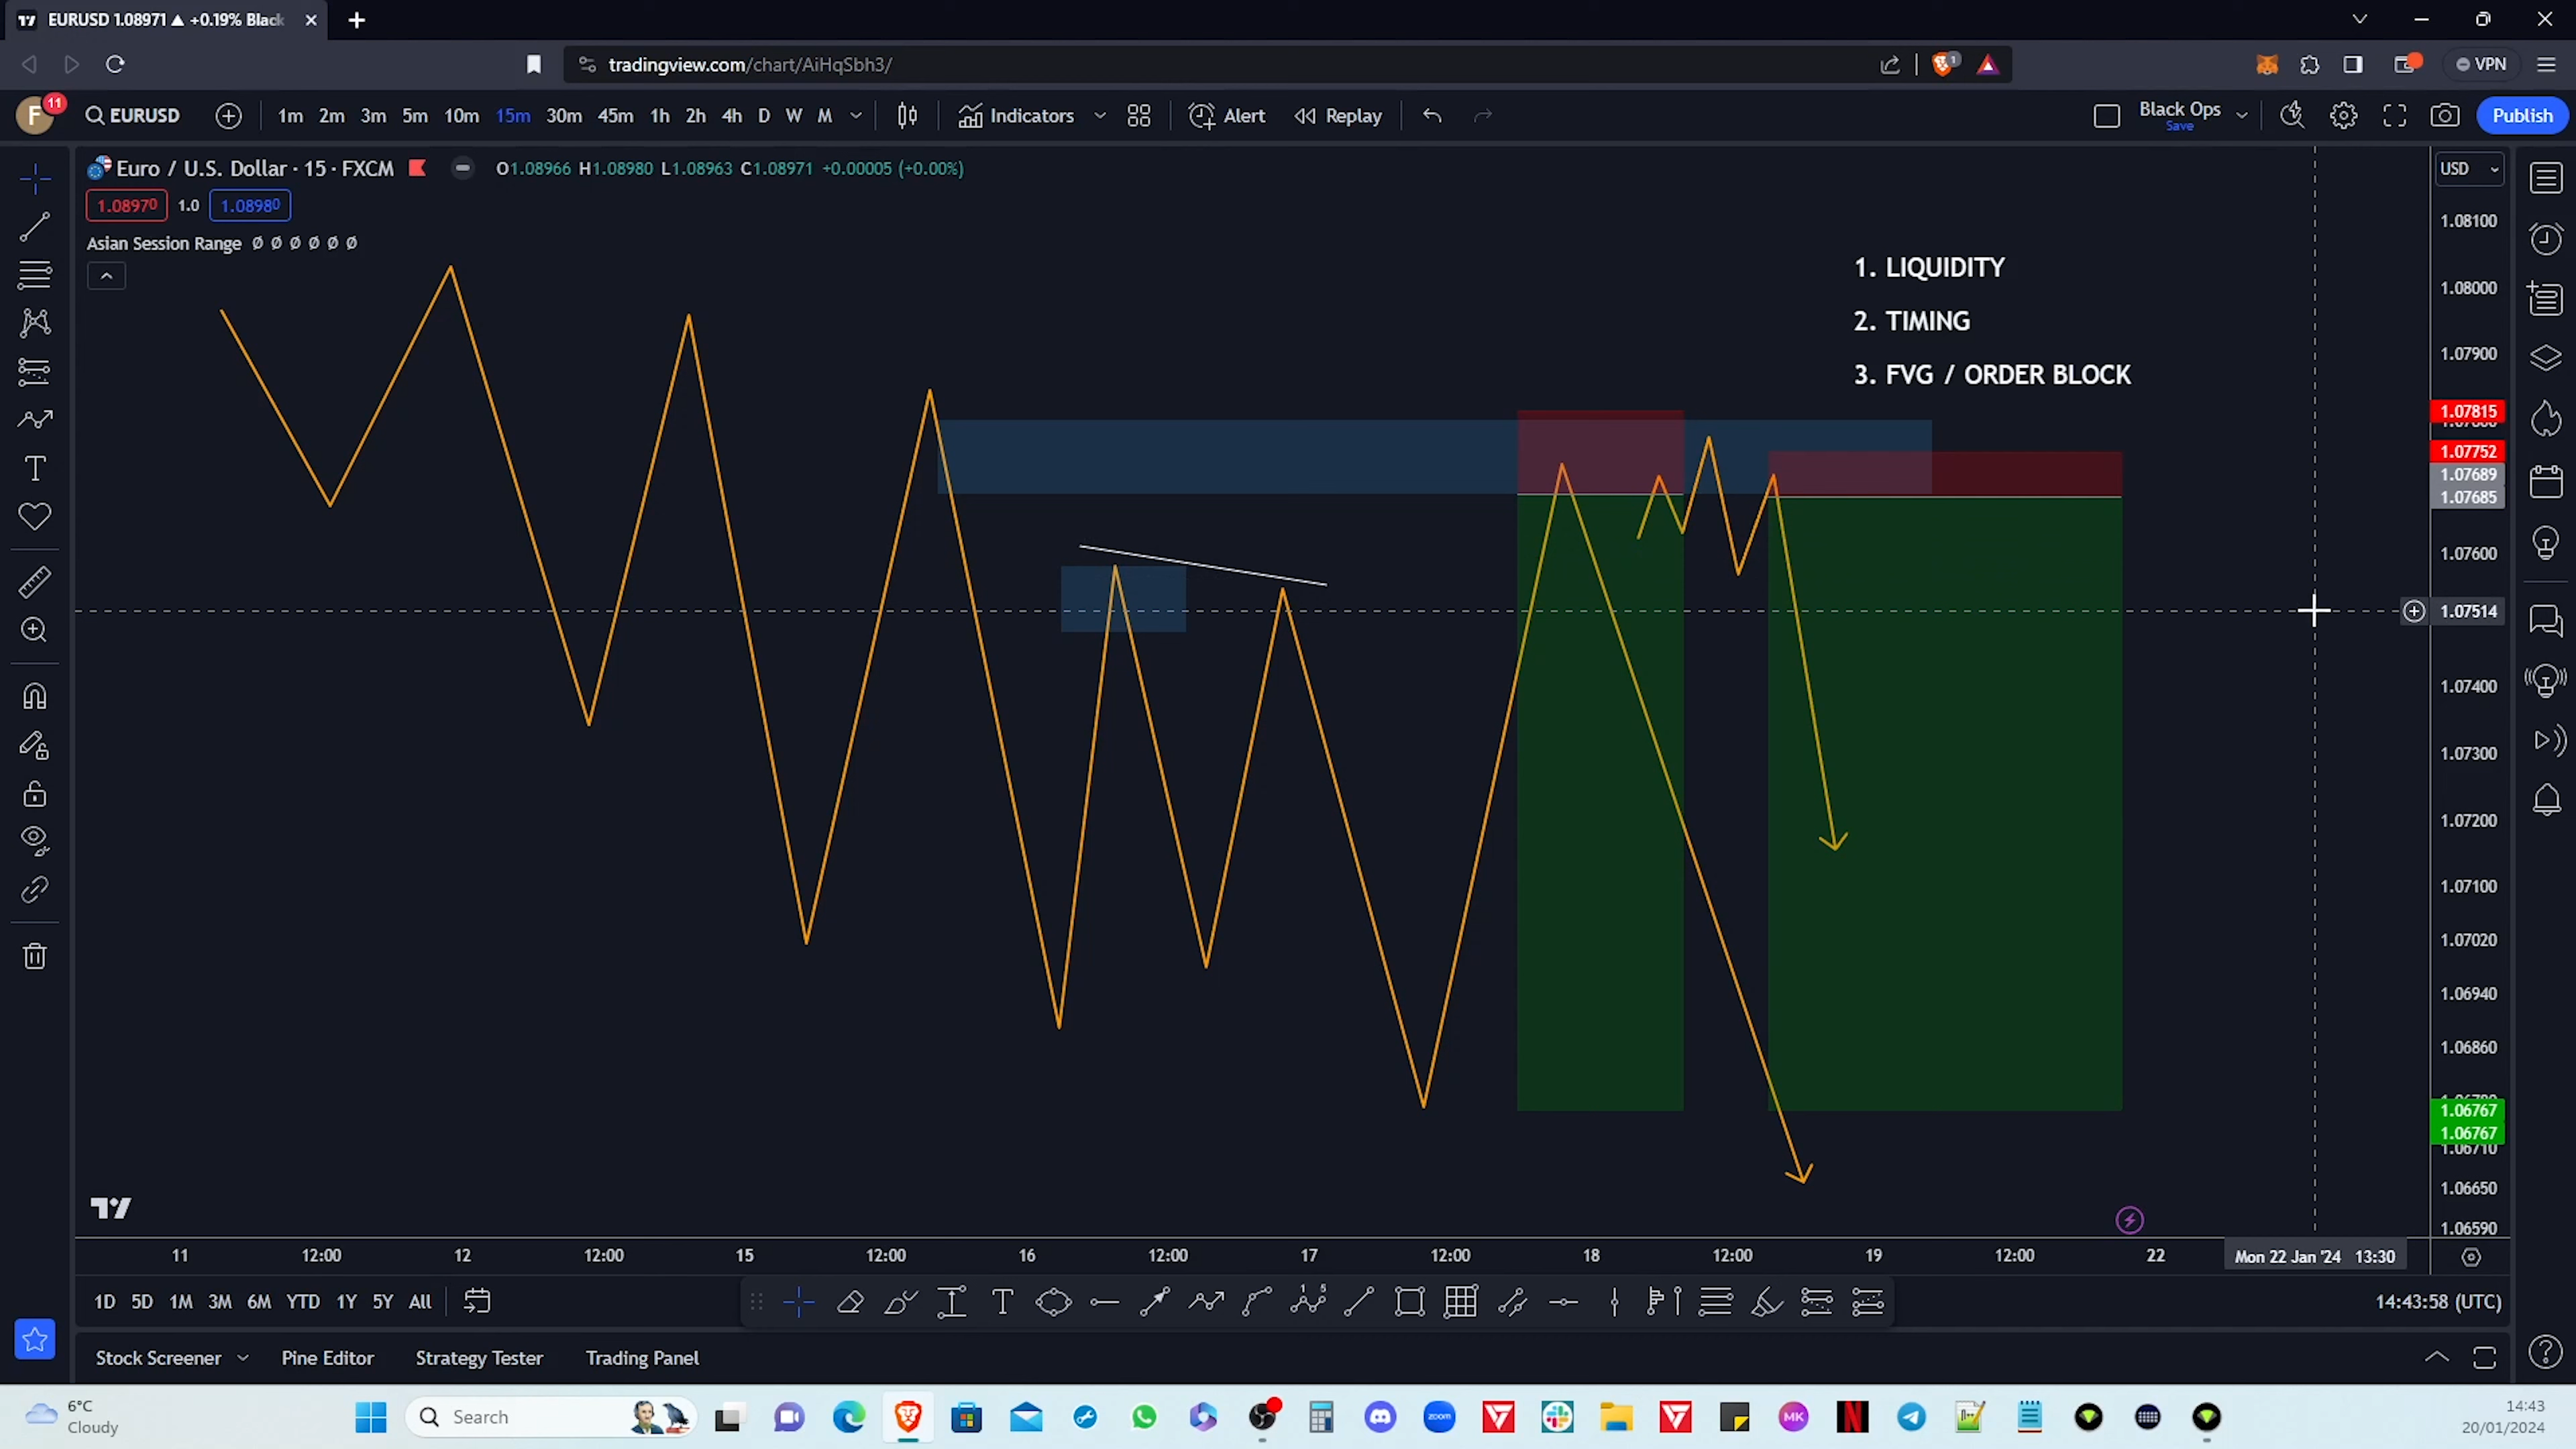 EURUSD 1.08971 ▲ +0.19% Black
tradingview.com/chart/AiHqSbh3/
VPN
F 11 EURUSD 1m 2m 3m 5m 10m 15m 30m 45m 1h 2h 4h D W M Indicators Alert Replay Black Ops Save Publish
Euro / U.S. Dollar · 15 · FXCM O1.08966 H1.08980 L1.08963 C1.08971 +0.00005 (+0.00%)
USD
1.08970 1.0 1.08980
Asian Session Range Ø Ø Ø Ø Ø Ø
1. LIQUIDITY
2. TIMING
3. FVG / ORDER BLOCK
1.08100
1.08000
1.07900
1.07815
1.07752
1.07689
1.07685
1.07600
1.07514
1.07400
1.07300
1.07200
1.07100
1.07020
1.06940
1.06860
1.06767
1.06767
1.06710
1.06650
1.06590
11 12:00 12 12:00 15 12:00 16 12:00 17 12:00 18 12:00 19 12:00 22 Mon 22 Jan '24 13:30
1D 5D 1M 3M 6M YTD 1Y 5Y All
14:43:58 (UTC)
Stock Screener Pine Editor Strategy Tester Trading Panel
6°C
Cloudy
Search
zoom
MK
N
14:43
20/01/2024